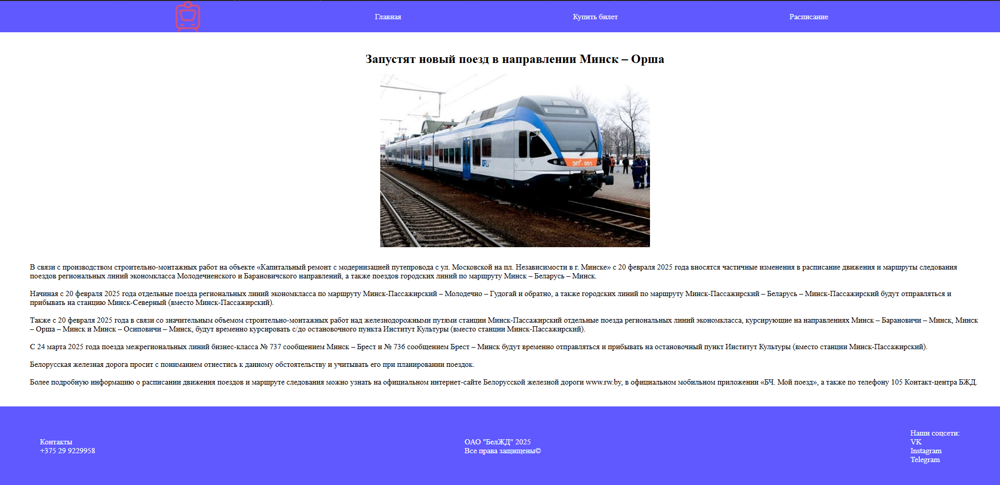 Главная
Купить билет
Расписание
Запустят новый поезд в направлении Минск – Орша
ЭПᴿ - 001
В связи с производством строительно-монтажных работ на объекте «Капитальный ремонт с модернизацией путепровода с ул. Московской на пл. Независимости в г. Минске» с 20 февраля 2025 года вносятся частичные изменения в расписание движения и маршруты следования
поездов региональных линий экономкласса Молодечненского и Барановичского направлений, а также поездов городских линий по маршруту Минск – Беларусь – Минск.
Начиная с 20 февраля 2025 года отдельные поезда региональных линий экономкласса по маршруту Минск-Пассажирский – Молодечно – Гудогай и обратно, а также городских линий по маршруту Минск-Пассажирский – Беларусь – Минск-Пассажирский будут отправляться и
прибывать на станцию Минск-Северный (вместо Минск-Пассажирский).
Также с 20 февраля 2025 года в связи со значительным объемом строительно-монтажных работ над железнодорожными путями станции Минск-Пассажирский отдельные поезда региональных линий экономкласса, курсирующие на направлениях Минск – Барановичи – Минск, Минск
– Орша – Минск и Минск – Осиповичи – Минск, будут временно курсировать с/до остановочного пункта Институт Культуры (вместо станции Минск-Пассажирский).
С 24 марта 2025 года поезда межрегиональных линий бизнес-класса № 737 сообщением Минск – Брест и № 736 сообщением Брест – Минск будут временно отправляться и прибывать на остановочный пункт Институт Культуры (вместо станции Минск-Пассажирский).
Белорусская железная дорога просит с пониманием отнестись к данному обстоятельству и учитывать его при планировании поездок.
Более подробную информацию о расписании движения поездов и маршруте следования можно узнать на официальном интернет-сайте Белорусской железной дороги www.rw.by, в официальном мобильном приложении «БЧ. Мой поезд», а также по телефону 105 Контакт-центра БЖД.
Контакты
+375 29 9229958
ОАО "БелЖД" 2025
Все права защищены©
Наши соцсети:
VK
Instagram
Telegram